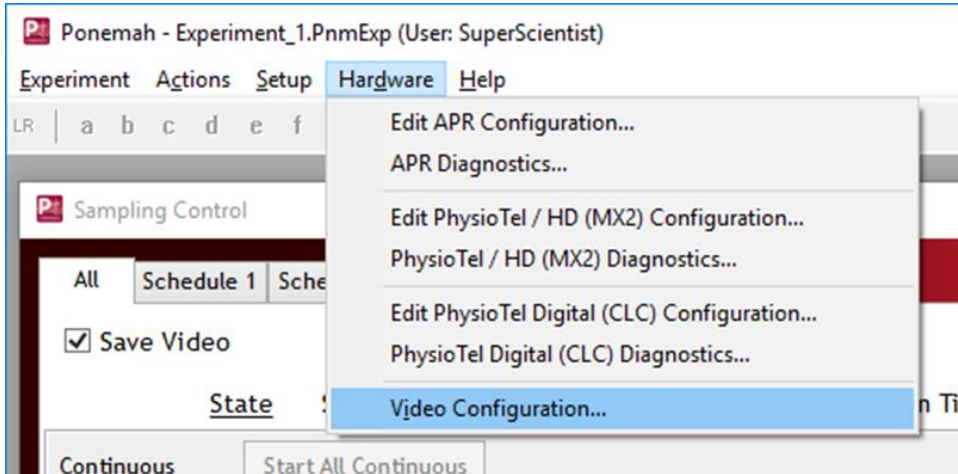 Ponemah - Experiment_1.PnmExp (User: SuperScientist)
Experiment Actions Setup Hardware Help
LR a b c d e f
Edit APR Configuration...
APR Diagnostics...
Sampling Control
Edit PhysioTel / HD (MX2) Configuration...
PhysioTel / HD (MX2) Diagnostics...
All Schedule 1 Sche
Edit PhysioTel Digital (CLC) Configuration...
Save Video
PhysioTel Digital (CLC) Diagnostics...
State
Video Configuration...
n Ti
Continuous Start All Continuous